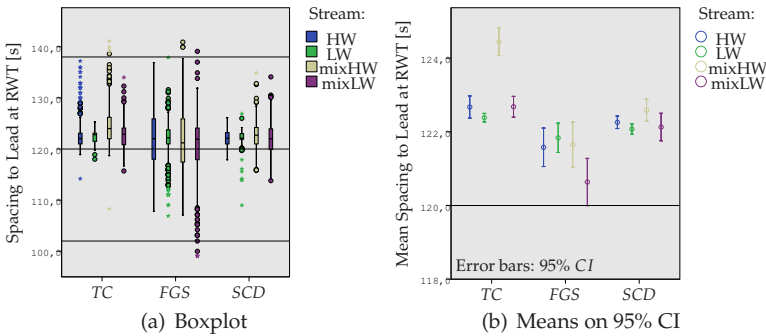 Stream:
HW
LW
mixHW
mixLW
Spacing to Lead at RWT [s]
140,0
130,0
120,0
110,0
100,0
TC
FGS
SCD
(a) Boxplot
Stream:
HW
LW
mixHW
mixLW
Mean Spacing to Lead at RWT [s]
124,0
122,0
120,0
118,0
Error bars: 95% CI
TC
FGS
SCD
(b) Means on 95% CI